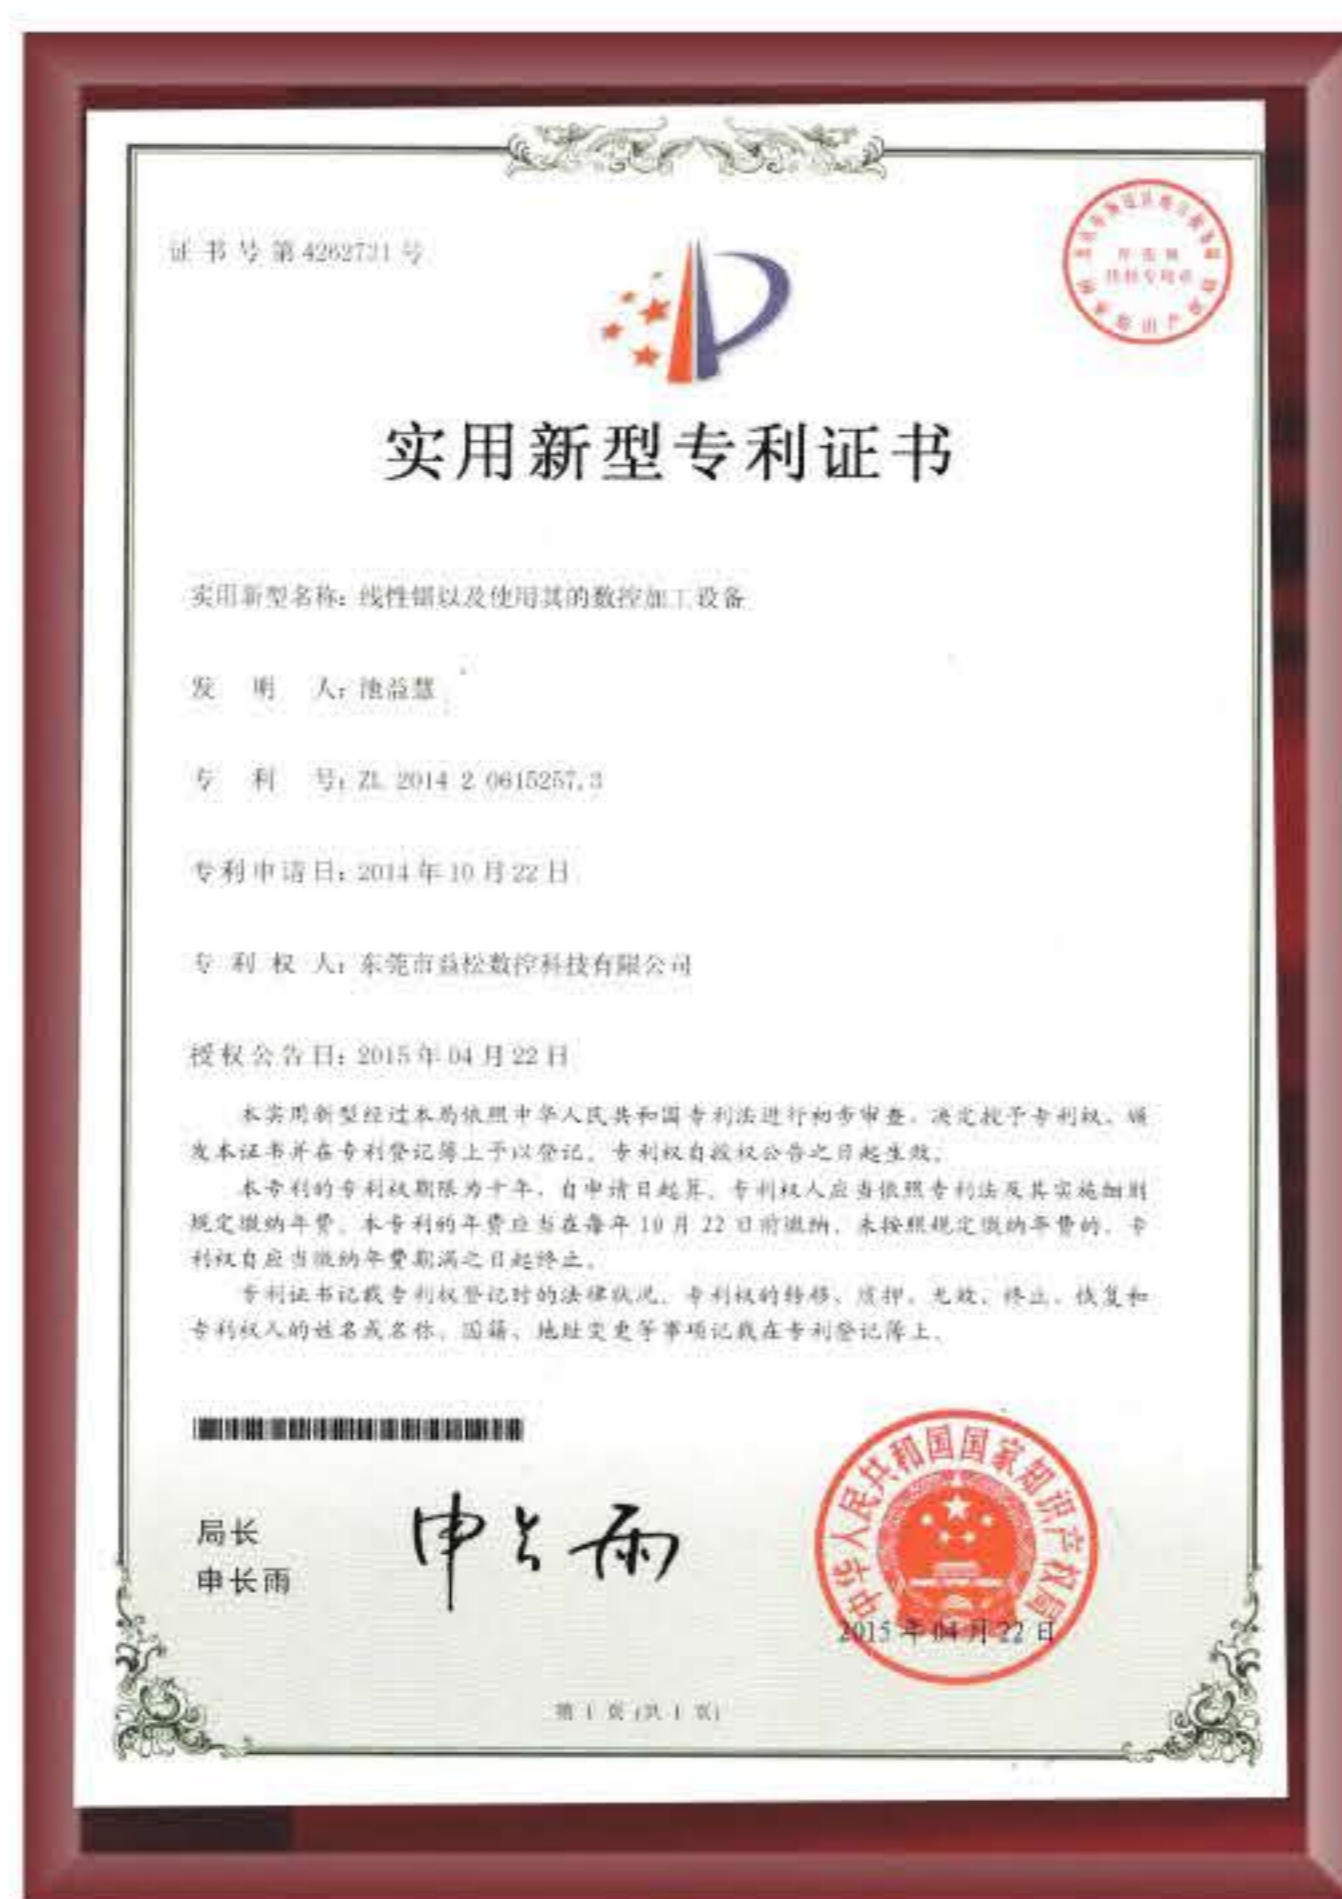 证书号第4262731号
实用新型专利证书
实用新型名称：线性锯以及使用其的数控加工设备
发明人：池益慧
专利号：ZL 2014 2 0615257.3
专利申请日：2014年10月22日
专利权人：东莞市益松数控科技有限公司
授权公告日：2015年04月22日
本实用新型经过本局依照中华人民共和国专利法进行初步审查，决定授予专利权，颁
发本证书并在专利登记簿上予以登记。专利权自授权公告之日起生效。
本专利的专利权期限为十年，自申请日起算。专利权人应当依照专利法及其实施细则
规定缴纳年费。本专利的年费应当在每年10月22日前缴纳。未按照规定缴纳年费的，专
利权自应当缴纳年费期满之日起终止。
专利证书记载专利权登记时的法律状况。专利权的转移、质押、无效、终止、恢复和
专利权人的姓名或名称、国籍、地址变更等事项记载在专利登记簿上。
局长
申长雨
申长雨
中华人民共和国国家知识产权局
2015年04月22日
第1页(共1页)